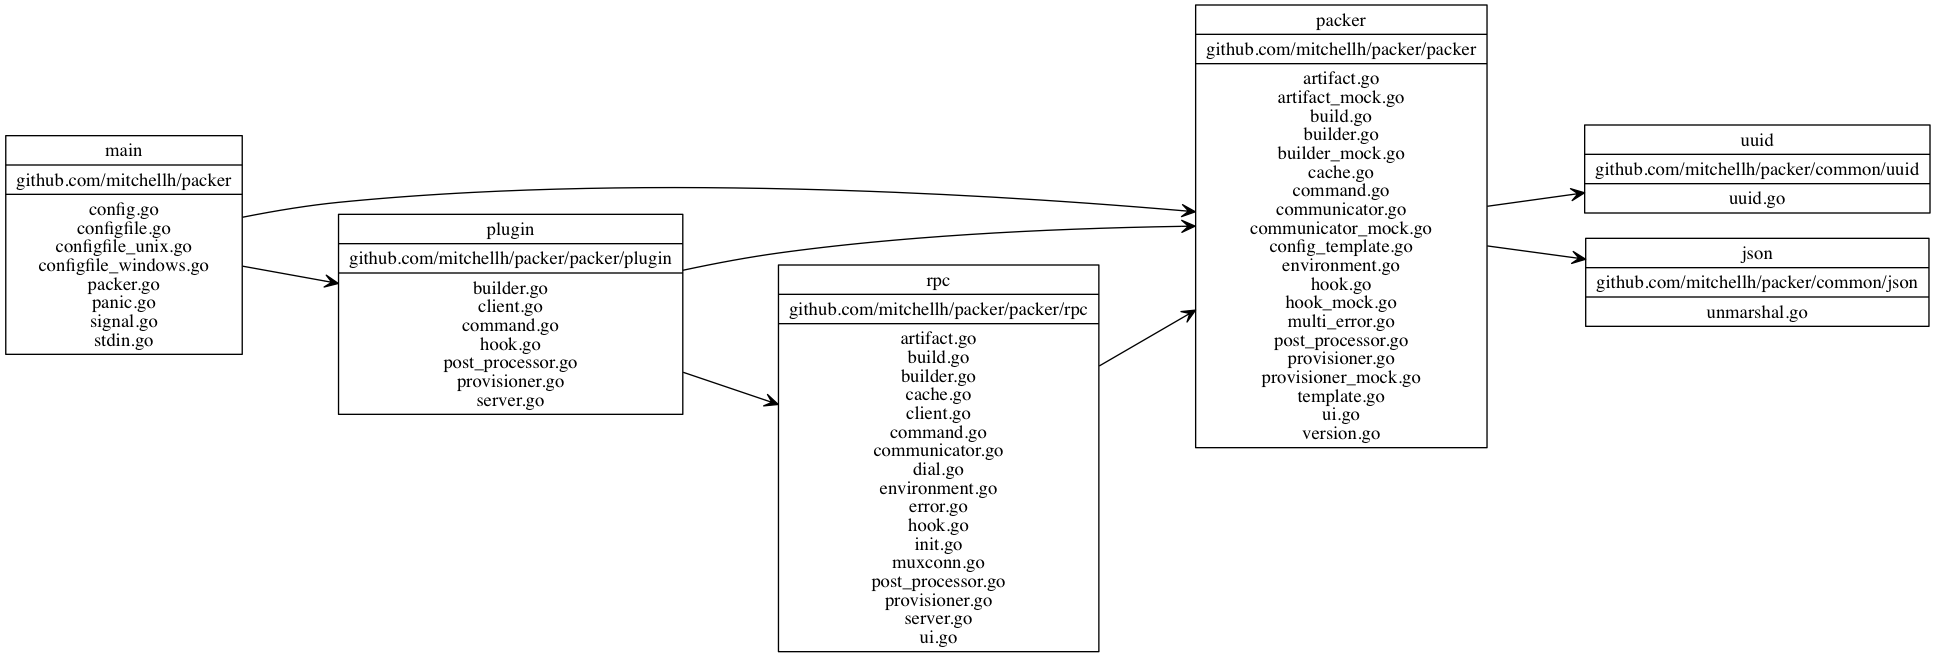 main
github.com/mitchellh/packer
config.go
configfile.go
configfile_unix.go
configfile_windows.go
packer.go
panic.go
signal.go
stdin.go
plugin
github.com/mitchellh/packer/packer/plugin
builder.go
client.go
command.go
hook.go
post_processor.go
provisioner.go
server.go
rpc
github.com/mitchellh/packer/packer/rpc
artifact.go
build.go
builder.go
cache.go
client.go
command.go
communicator.go
dial.go
environment.go
error.go
hook.go
init.go
muxconn.go
post_processor.go
provisioner.go
server.go
ui.go
packer
github.com/mitchellh/packer/packer
artifact.go
artifact_mock.go
build.go
builder.go
builder_mock.go
cache.go
command.go
communicator.go
communicator_mock.go
config_template.go
environment.go
hook.go
hook_mock.go
multi_error.go
post_processor.go
provisioner.go
provisioner_mock.go
template.go
ui.go
version.go
uuid
github.com/mitchellh/packer/common/uuid
uuid.go
json
github.com/mitchellh/packer/common/json
unmarshal.go